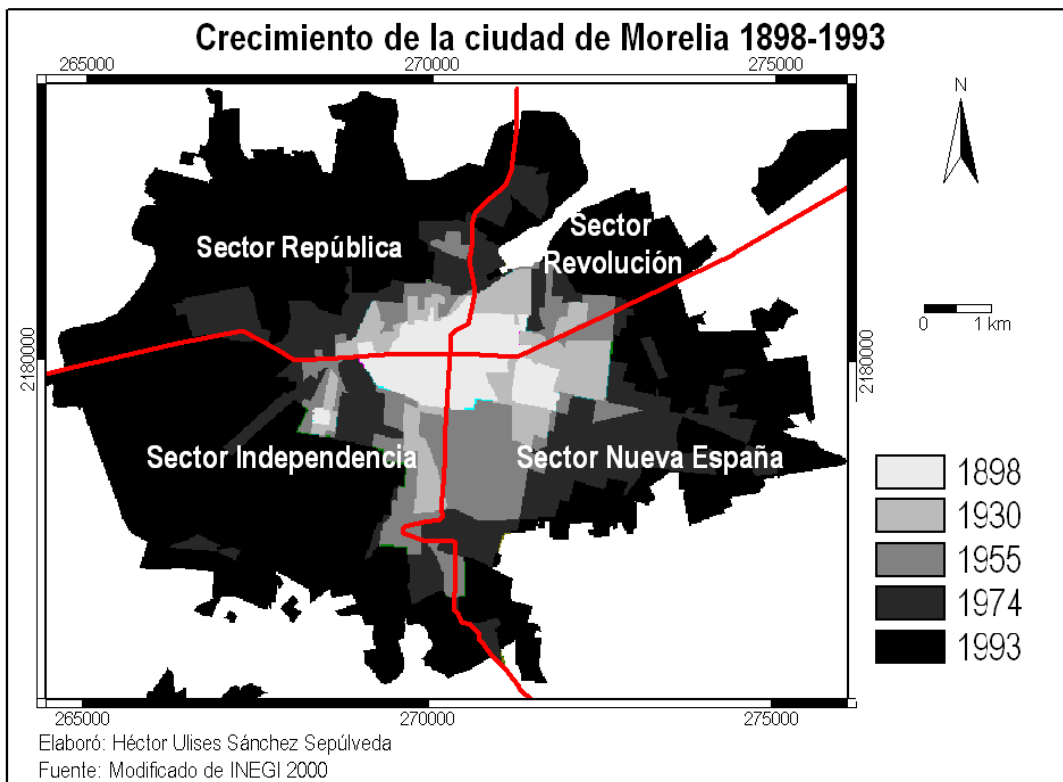 Crecimiento de la ciudad de Morelia 1898-1993
265000 270000 275000
N
Sector República
Sector
Revolución
0 1 km
2180000 2180000
Sector Independencia
Sector Nueva España
1898
1930
1955
1974
1993
265000 270000 275000
Elaboró: Héctor Ulises Sánchez Sepúlveda
Fuente: Modificado de INEGI 2000